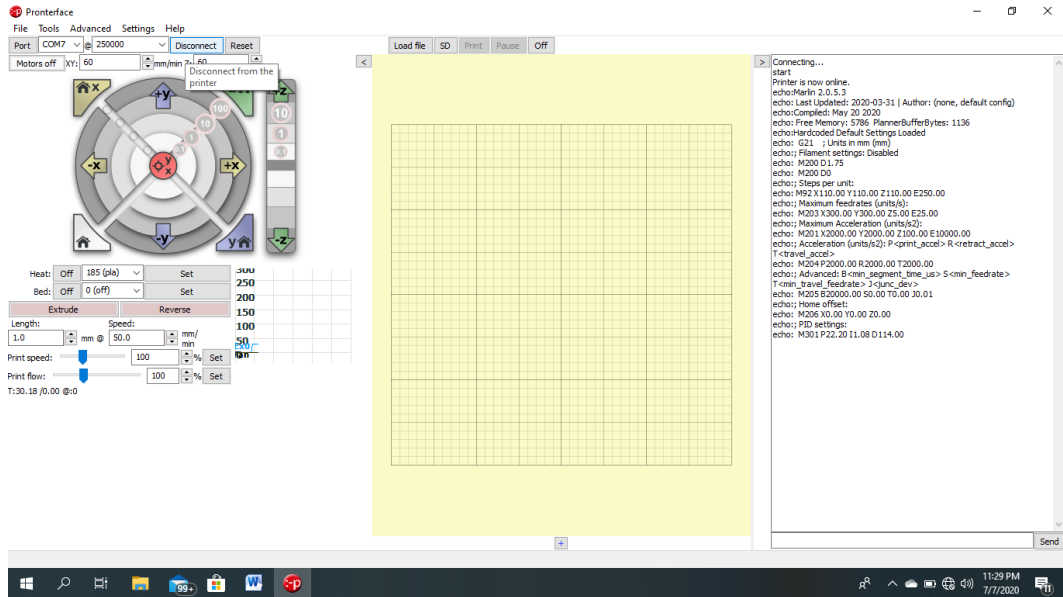 Pronterface
File Tools Advanced Settings Help
Port COM7 @ 250000 Disconnect Reset
Load file SD Print Pause Off
Motors off XY: 60 mm/min Z: 60
Disconnect from the
printer
< >
X
+y
+Z
100
10
1
0.1
10
1
0.1
-X
y
x
+X
-y
y
-Z
Heat: Off 185 (pla) Set
Bed: Off 0 (off) Set
Extrude Reverse
Length: Speed:
1.0 mm @ 50.0 mm/
min
Print speed: 100 % Set
Print flow: 100 % Set
T:30.18 /0.00 @:0
300
250
200
150
100
50
Ex0
+
Connecting...
start
Printer is now online.
echo:Marlin 2.0.5.3
echo: Last Updated: 2020-03-31 | Author: (none, default config)
echo:Compiled: May 20 2020
echo: Free Memory: 5786 PlannerBufferBytes: 1136
echo:Hardcoded Default Settings Loaded
echo: G21 ; Units in mm (mm)
echo:; Filament settings: Disabled
echo: M200 D1.75
echo: M200 D0
echo:; Steps per unit:
echo: M92 X110.00 Y110.00 Z110.00 E250.00
echo:; Maximum feedrates (units/s):
echo: M203 X300.00 Y300.00 Z5.00 E25.00
echo:; Maximum Acceleration (units/s2):
echo: M201 X2000.00 Y2000.00 Z100.00 E10000.00
echo:; Acceleration (units/s2): P<print_accel> R<retract_accel>
T<travel_accel>
echo: M204 P2000.00 R2000.00 T2000.00
echo:; Advanced: B<min_segment_time_us> S<min_feedrate>
T<min_travel_feedrate> J<junc_dev>
echo: M205 B20000.00 S0.00 T0.00 J0.01
echo:; Home offset:
echo: M206 X0.00 Y0.00 Z0.00
echo:; PID settings:
echo: M301 P22.20 I1.08 D114.00
Send
99+
W
11:29 PM
7/7/2020
11